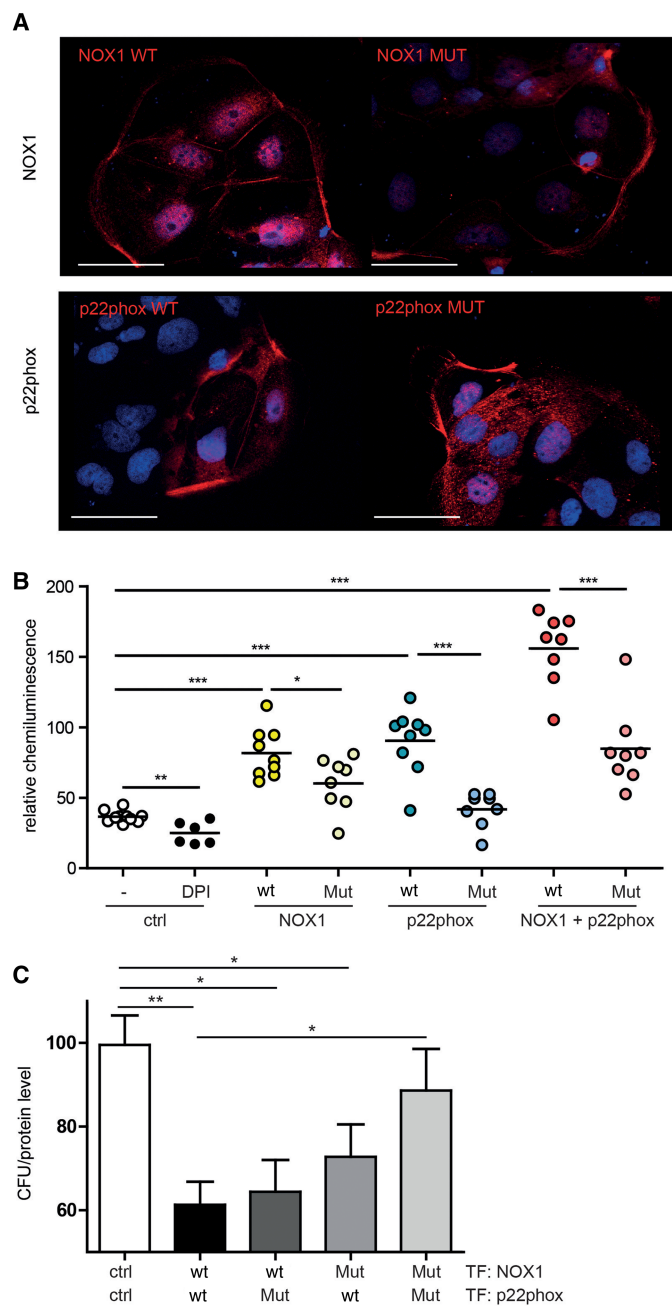 A
NOX1 WT NOX1 MUT
NOX1
p22phox WT p22phox MUT
p22phox
B
200
150
100
50
0
relative chemiluminescence
*** ***
*** ***
*** *
**
- DPI wt Mut wt Mut wt Mut
ctrl NOX1 p22phox NOX1 + p22phox
C
100
80
60
CFU/protein level
*
*
** *
ctrl wt wt Mut Mut TF: NOX1
ctrl wt Mut wt Mut TF: p22phox